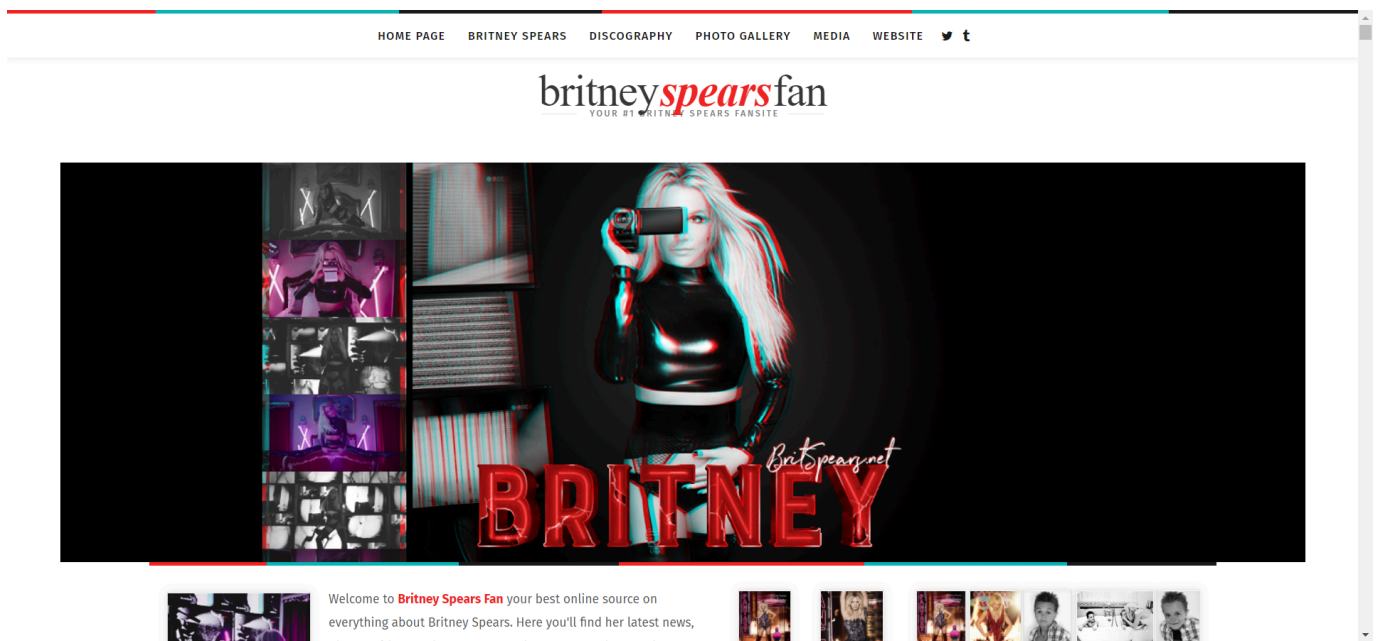 HOME PAGE BRITNEY SPEARS DISCOGRAPHY PHOTO GALLERY MEDIA WEBSITE
britneyspearsfan
YOUR #1 BRITNEY SPEARS FANSITE
BritSpears.net
BRITNEY
Welcome to Britney Spears Fan your best online source on
everything about Britney Spears. Here you'll find her latest news,